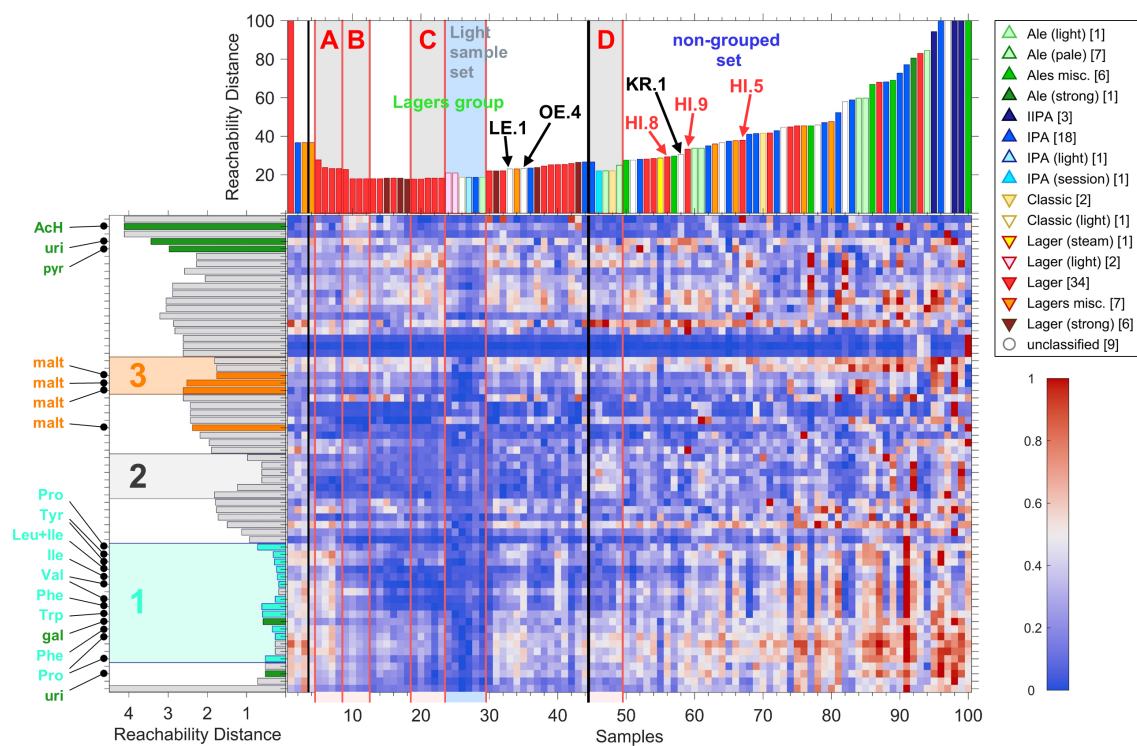 100
80
60
40
20
Reachability Distance
A
B
C
D
Light
sample
set
Lagers group
non-grouped
set
LE.1
OE.4
KR.1
HI.8
HI.9
HI.5
Ale (light) [1]
Ale (pale) [7]
Ales misc. [6]
Ale (strong) [1]
IIPA [3]
IPA [18]
IPA (light) [1]
IPA (session) [1]
Classic [2]
Classic (light) [1]
Lager (steam) [1]
Lager (light) [2]
Lager [34]
Lagers misc. [7]
Lager (strong) [6]
unclassified [9]
AcH
uri
pyr
malt
malt
malt
malt
Pro
Tyr
Leu+Ile
Ile
Val
Phe
Trp
gal
Phe
Pro
uri
3
2
1
4 3 2 1
Reachability Distance
10 20 30 40 50 60 70 80 90 100
Samples
1
0.8
0.6
0.4
0.2
0